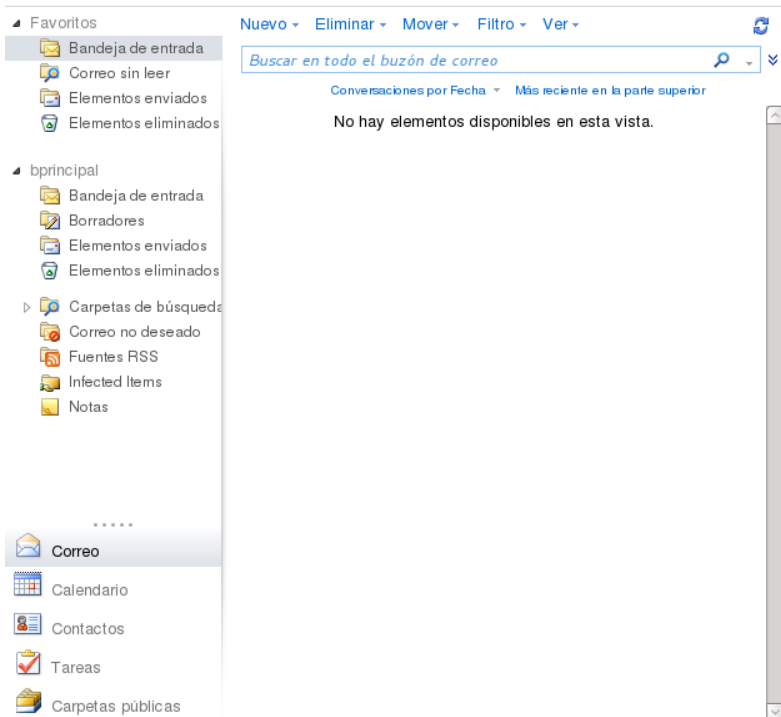 Favoritos
Bandeja de entrada
Correo sin leer
Elementos enviados
Elementos eliminados
bprincipal
Bandeja de entrada
Borradores
Elementos enviados
Elementos eliminados
Carpetas de búsqueda
Correo no deseado
Fuentes RSS
Infected Items
Notas
Correo
Calendario
Contactos
Tareas
Carpetas públicas
Nuevo Eliminar Mover Filtro Ver
Buscar en todo el buzón de correo
Conversaciones por Fecha Más reciente en la parte superior
No hay elementos disponibles en esta vista.